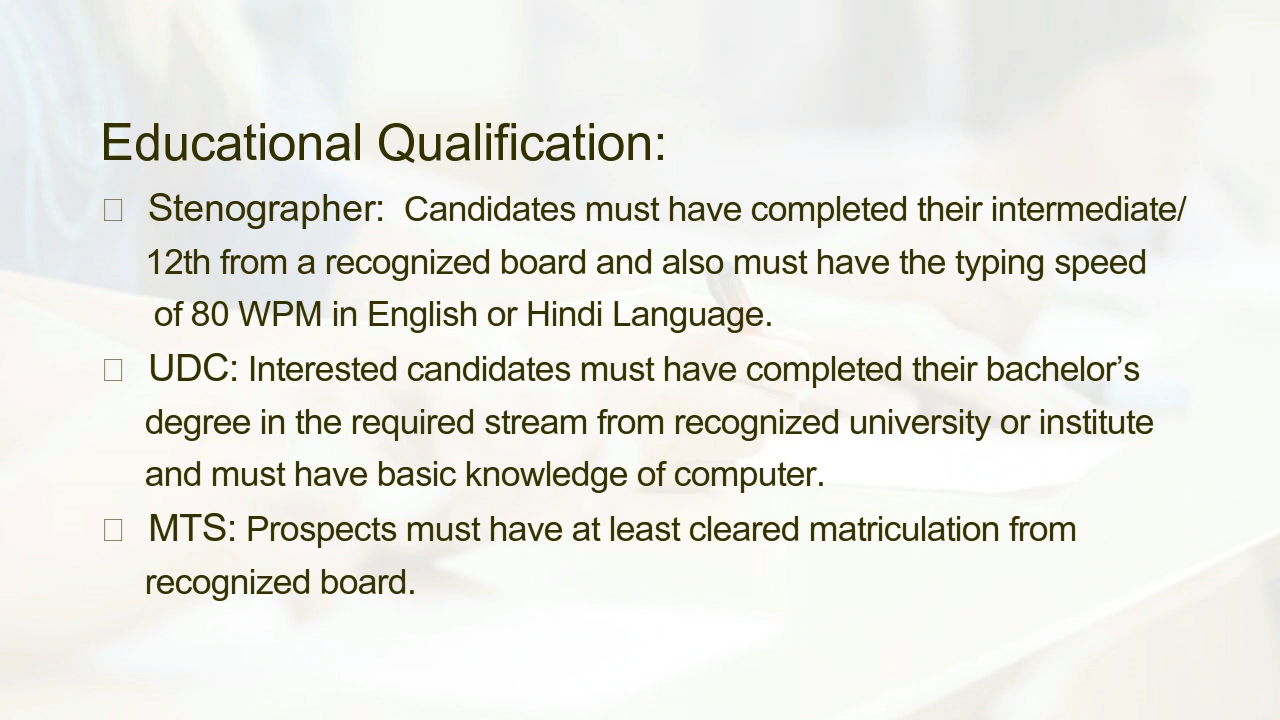 Educational Qualification:
Stenographer: Candidates must have completed their intermediate/
12th from a recognized board and also must have the typing speed
of 80 WPM in English or Hindi Language.
UDC: Interested candidates must have completed their bachelor’s
degree in the required stream from recognized university or institute
and must have basic knowledge of computer.
MTS: Prospects must have at least cleared matriculation from
recognized board.